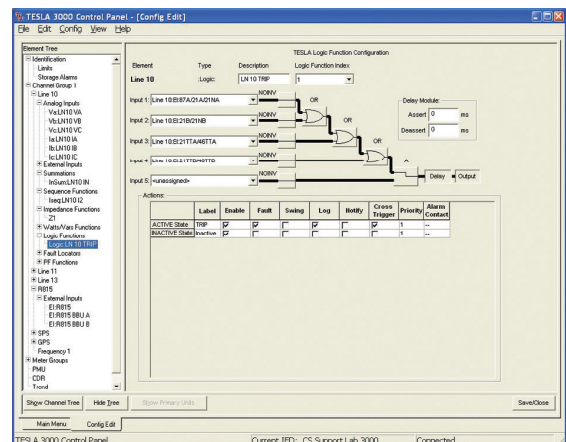 TESLA 3000 Control Panel - [Config Edit]
File Edit Config View Help
Element Tree
Identification
Limits
Storage Alarms
Channel Group 1
Line 10
Analog Inputs
Va:LN10 VA
Vb:LN10 VB
Vc:LN10 VC
Ia:LN10 IA
Ib:LN10 IB
Ic:LN10 IC
External Inputs
Summations
InSum:LN10 IN
Sequence Functions
Iseq:LN10 I2
Impedance Functions
Z1
Watts/Vars Functions
Logic Functions
Logic:LN 10 TRIP
Fault Locators
PF Functions
Line 11
Line 13
R815
External Inputs
EI:R815
EI:R815 BBU A
EI:R815 BBU B
SPS
GPS
Frequency 1
Meter Groups
PMU
CDR
Trend
TESLA Logic Function Configuration
Element Type Description Logic Function Index
Line 10 :Logic: LN 10 TRIP 1
Input 1: Line 10:EI:87A/21A/21NA NOINV OR
Input 2: Line 10:EI:21B/21NB NOINV OR
Input 3: Line 10:EI:21TTA/46TTA NOINV OR
NOINV
Input 5: <unassigned> NOINV
Delay Module:
Assert 0 ms
Deassert 0 ms
Delay Output
Actions:
Label Enable Fault Swing Log Notify Cross Trigger Priority Alarm Contact
ACTIVE State TRIP 1 --
INACTIVE State Inactive 1 --
Show Channel Tree Hide Tree Show Primary Units Save/Close
Main Menu Config Edit
TESLA 3000 Control Panel Current IED: CS Support Lab 3000 Connected